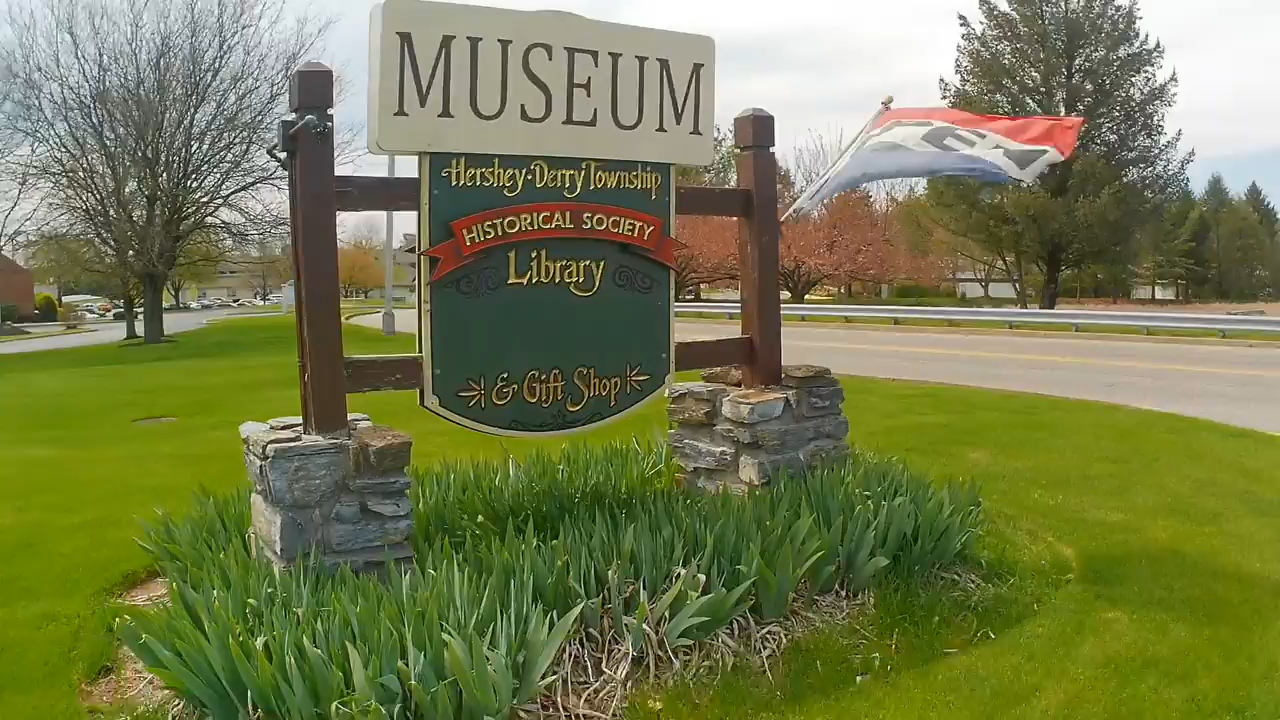 MUSEUM
Hershey-Derry Township
HISTORICAL SOCIETY
Library
& Gift Shop